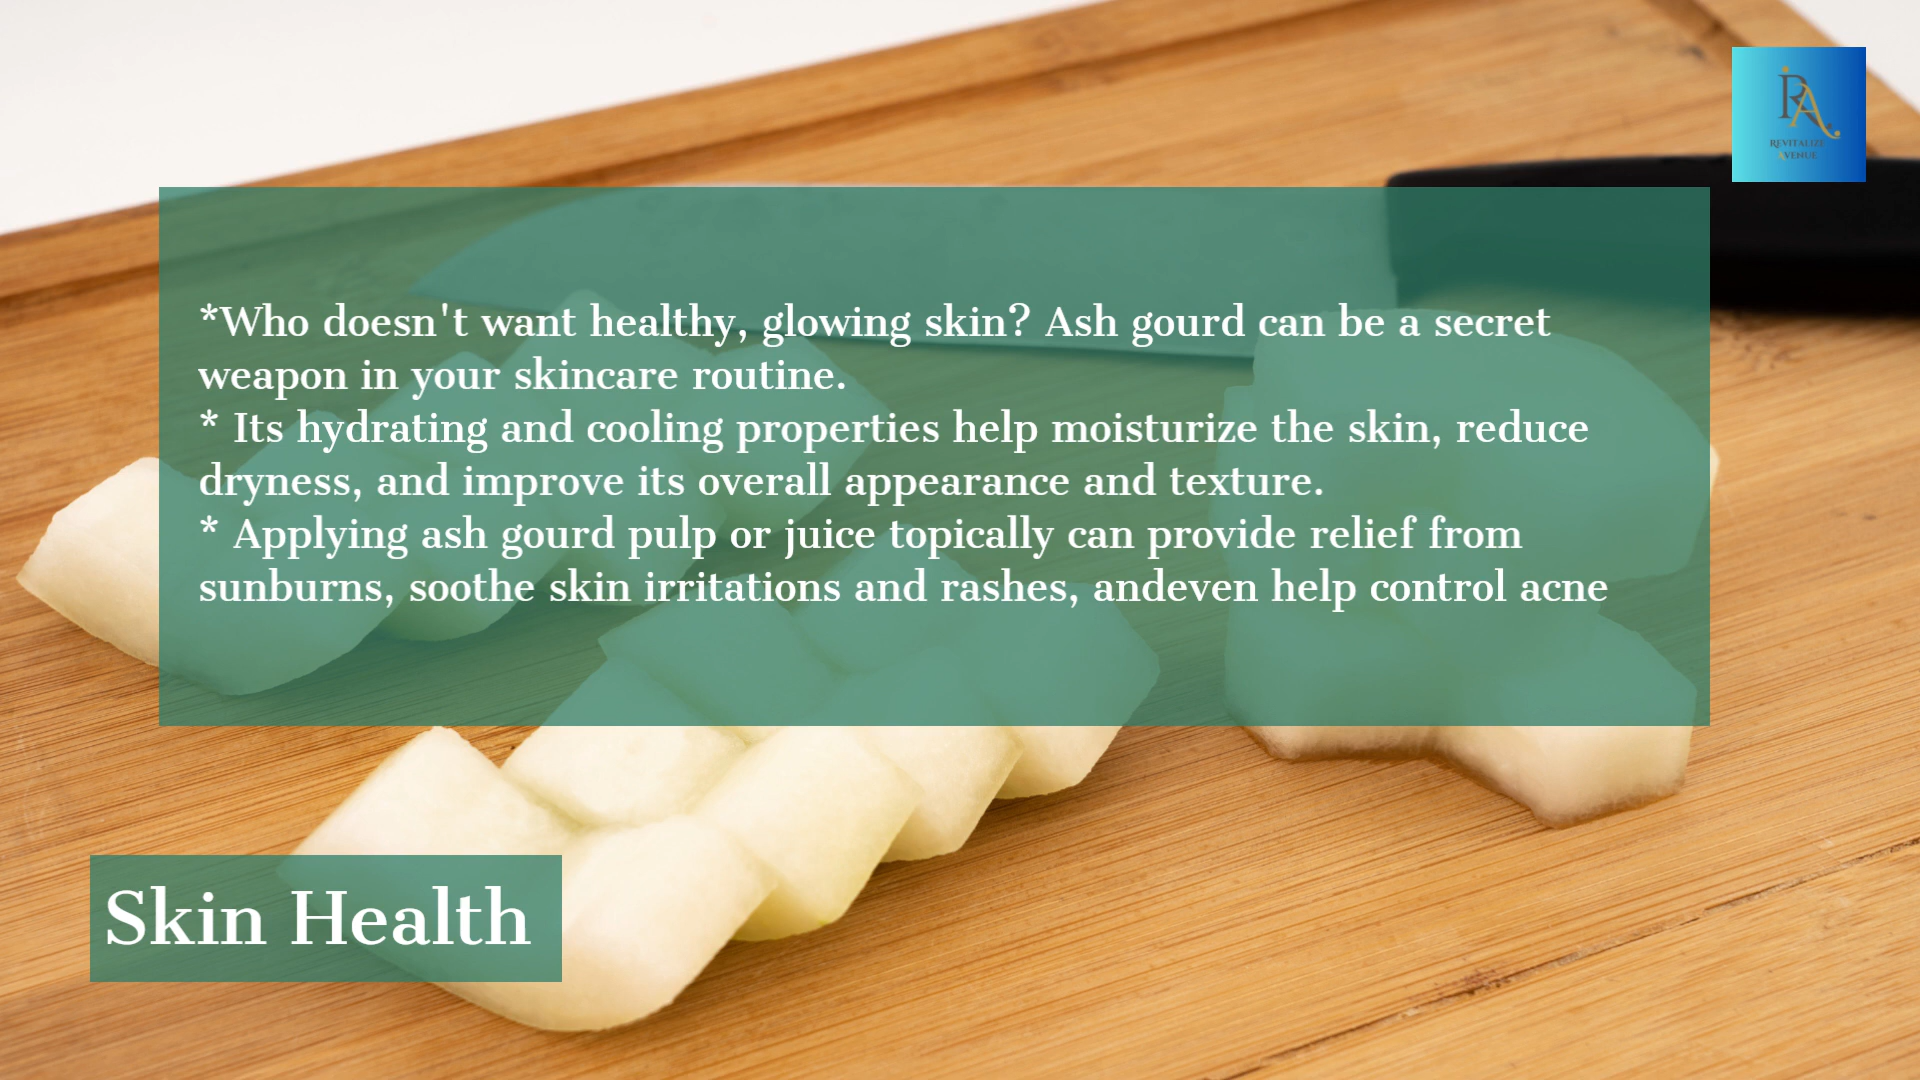 RA
REVITALIZE
AVENUE
*Who doesn't want healthy, glowing skin? Ash gourd can be a secret
weapon in your skincare routine.
* Its hydrating and cooling properties help moisturize the skin, reduce
dryness, and improve its overall appearance and texture.
* Applying ash gourd pulp or juice topically can provide relief from
sunburns, soothe skin irritations and rashes, andeven help control acne
Skin Health